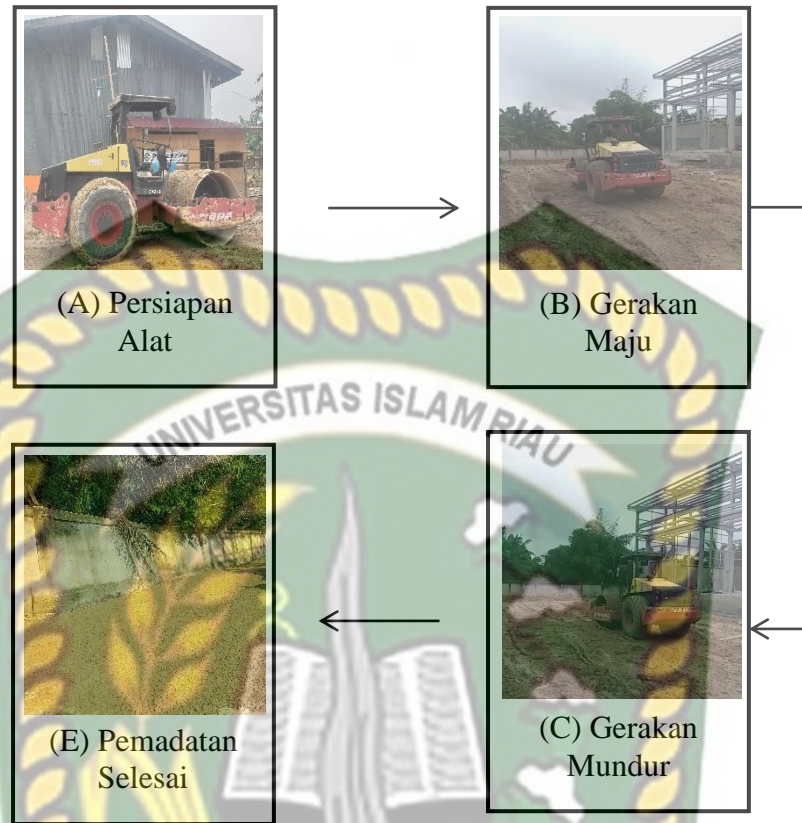 (A) Persiapan
Alat
(B) Gerakan
Maju
UNIVERSITAS ISLAM RIAU
(E) Pemadatan
Selesai
(C) Gerakan
Mundur